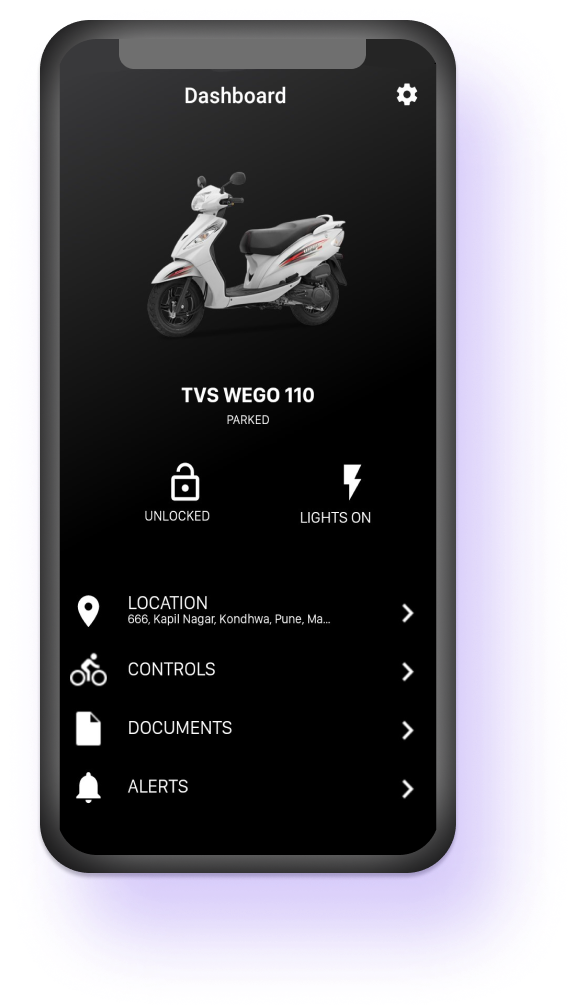 Dashboard
TVS WEGO 110
PARKED
UNLOCKED
LIGHTS ON
LOCATION
666, Kapil Nagar, Kondhwa, Pune, Ma...
CONTROLS
DOCUMENTS
ALERTS